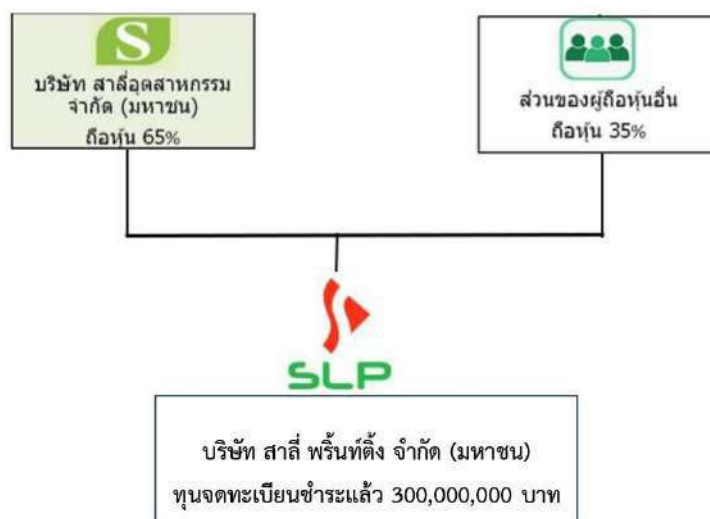 S
บริษัท สาลี่อุตสาหกรรม
จำกัด (มหาชน)
ถือหุ้น 65%
ส่วนของผู้ถือหุ้นอื่น
ถือหุ้น 35%
SLP
บริษัท สาลี่ พริ้นท์ติ้ง จำกัด (มหาชน)
ทุนจดทะเบียนชำระแล้ว 300,000,000 บาท